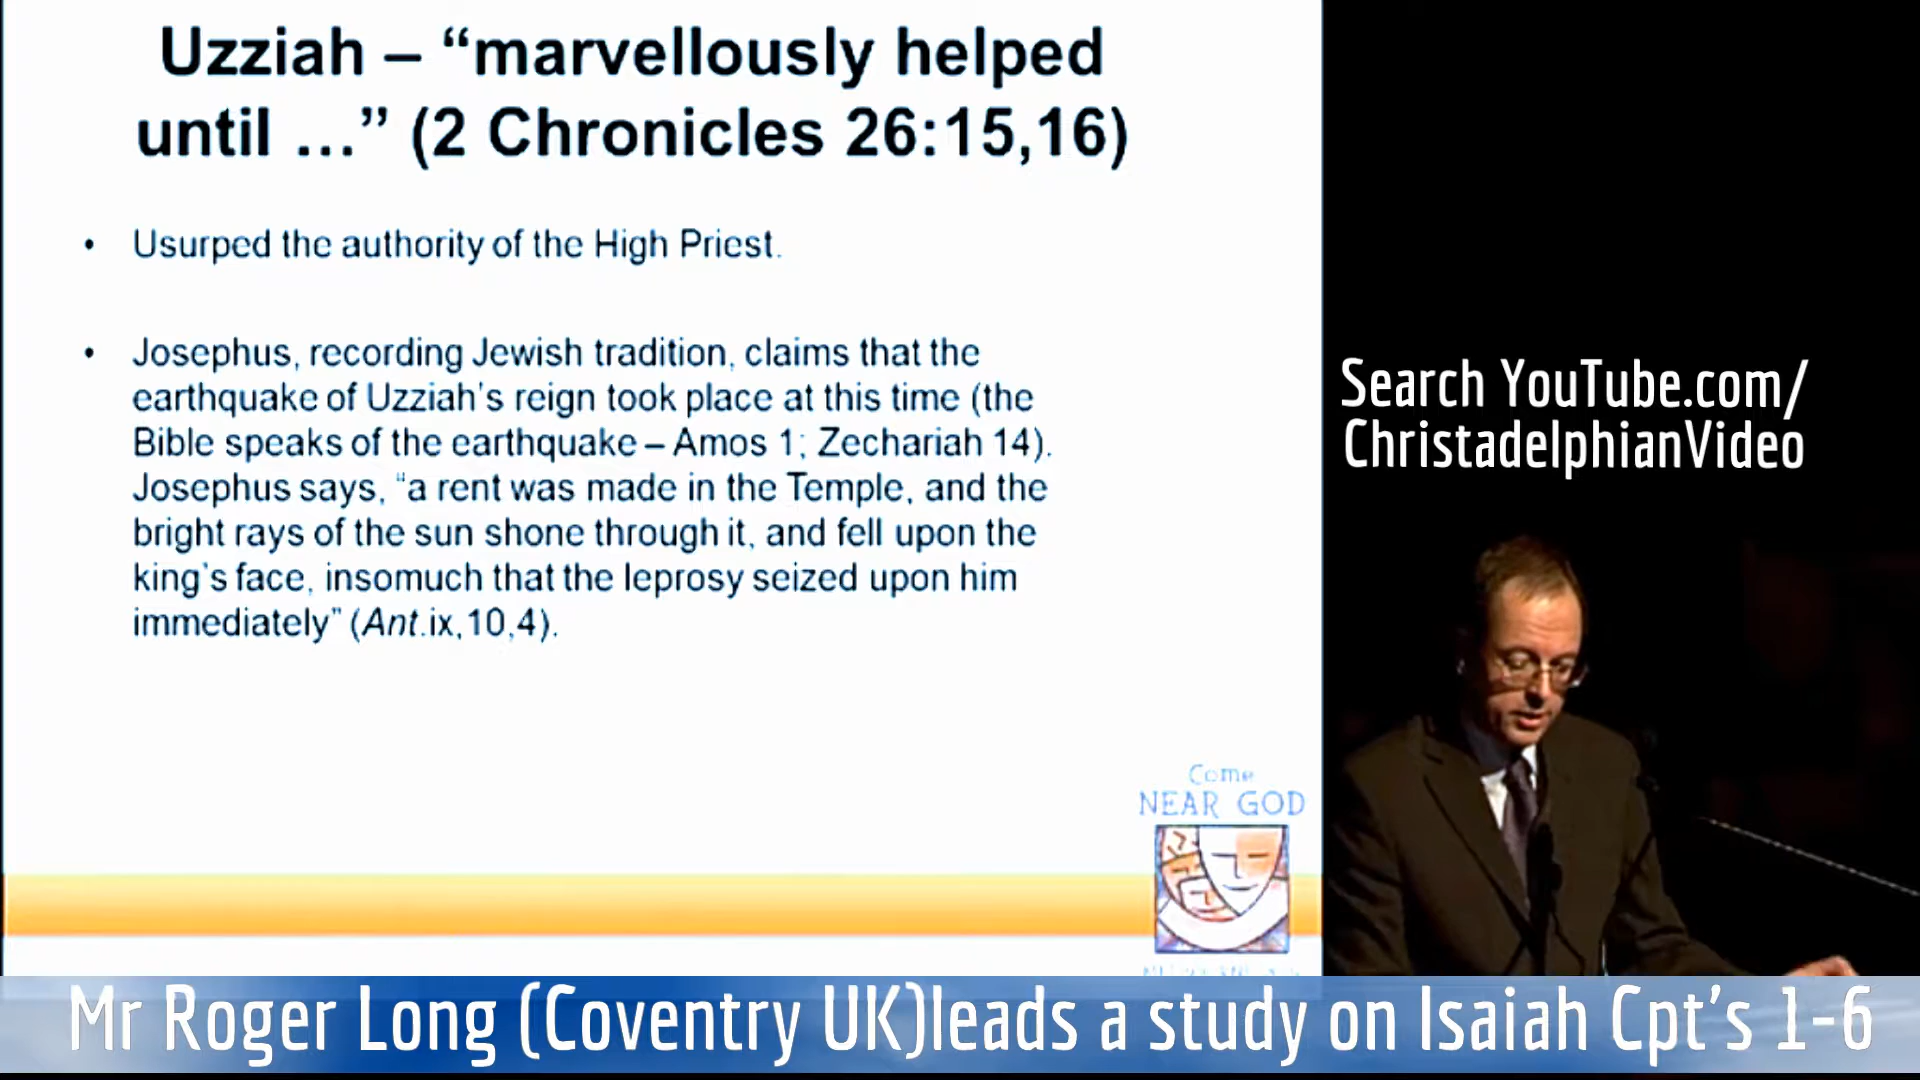 Uzziah – “marvellously helped
until …” (2 Chronicles 26:15,16)
• Usurped the authority of the High Priest.
• Josephus, recording Jewish tradition, claims that the
earthquake of Uzziah's reign took place at this time (the
Bible speaks of the earthquake – Amos 1; Zechariah 14).
Josephus says, “a rent was made in the Temple, and the
bright rays of the sun shone through it, and fell upon the
king's face, insomuch that the leprosy seized upon him
immediately” (Ant.ix,10,4).
Come
NEAR GOD
Search YouTube.com/
ChristadelphianVideo
Mr Roger Long (Coventry UK)leads a study on Isaiah Cpt's 1-6